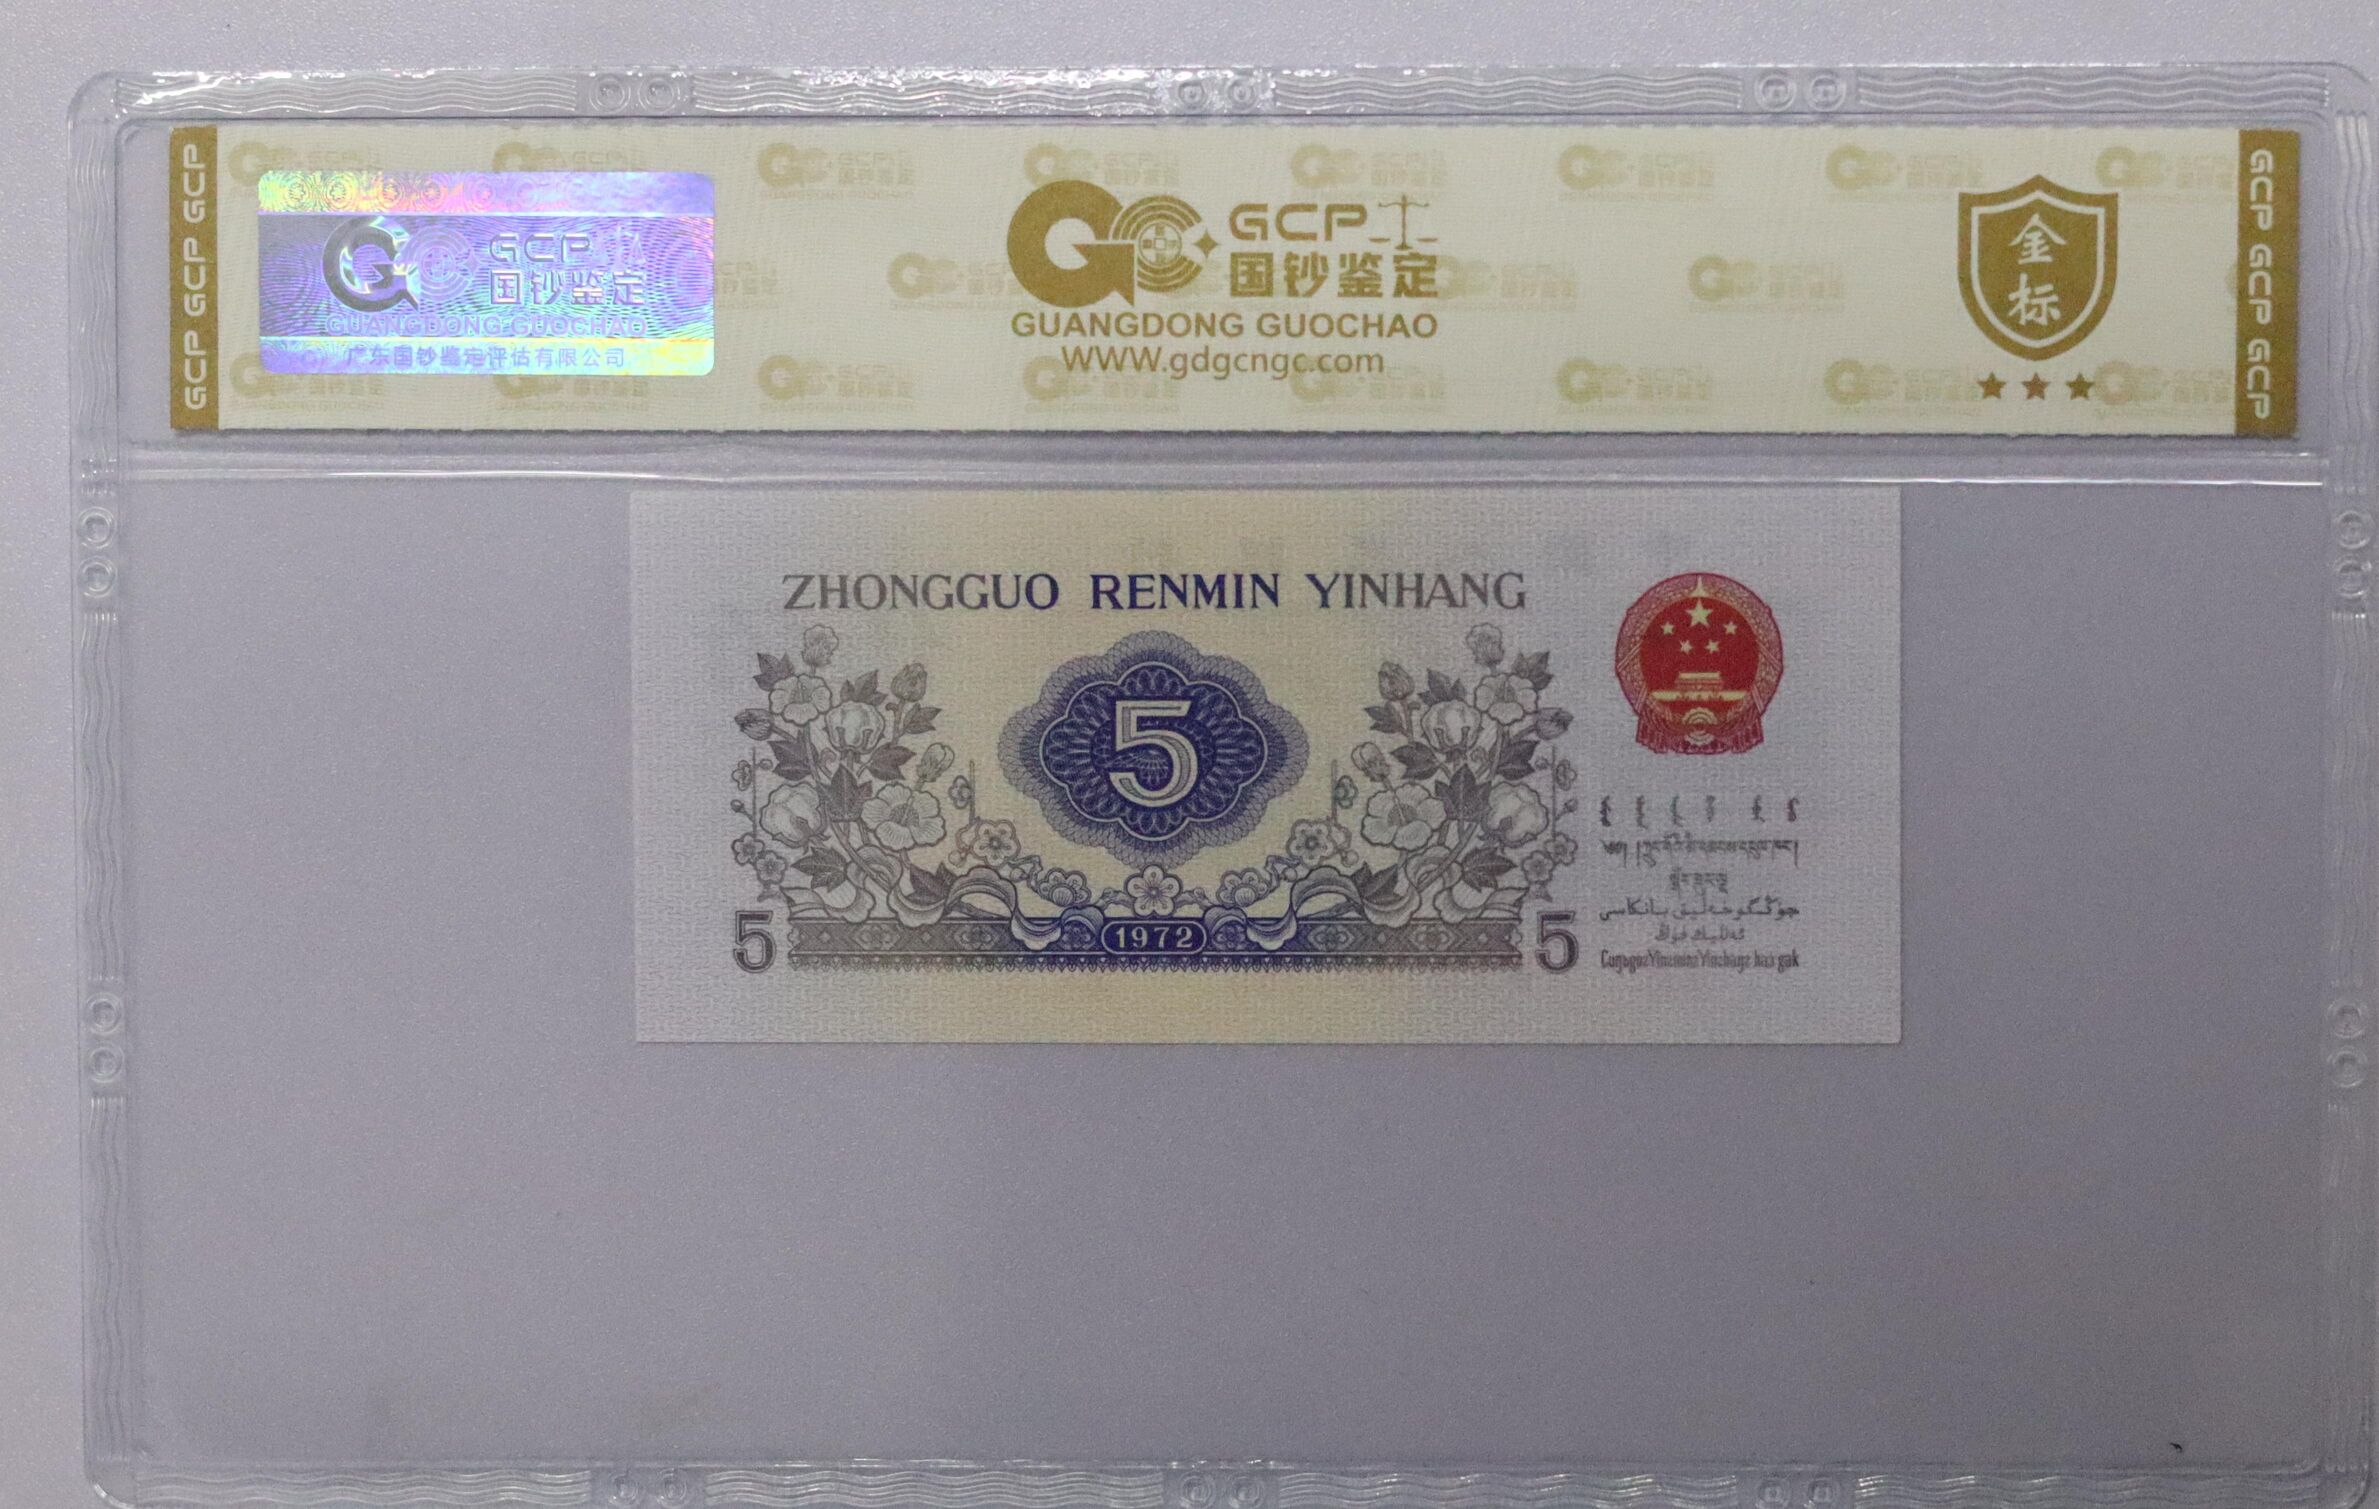 GCP GCP GCP
GCP
国钞鉴定
GUANGDONG GUOCHAO
广东国钞鉴定评估有限公司
GCP
国钞鉴定
GUANGDONG GUOCHAO
WWW.gdgcngc.com
金标
GCP GCP GCP
ZHONGGUO RENMIN YINHANG
5
5
1972
5